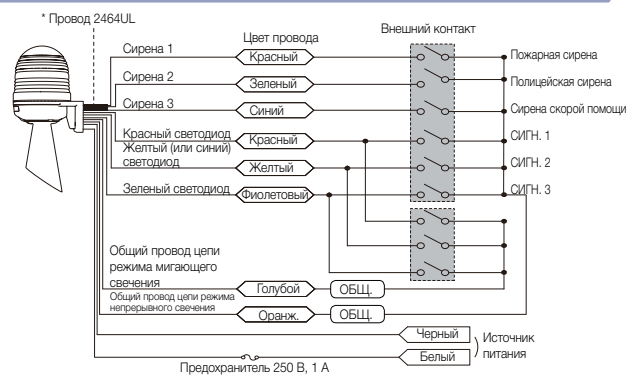 * Провод 2464UL
Цвет провода
Внешний контакт
Сирена 1
Красный
Пожарная сирена
Сирена 2
Зеленый
Полицейская сирена
Сирена 3
Синий
Сирена скорой помощи
Красный светодиод
Красный
СИГН. 1
Желтый (или синий)
светодиод
Желтый
СИГН. 2
Зеленый светодиод
Фиолетовый
СИГН. 3
Общий провод цепи
режима мигающего
свечения
Голубой
ОБЩ.
Общий провод цепи режима
непрерывного свечения
Оранж.
ОБЩ.
Черный
Источник
питания
Белый
Предохранитель 250 В, 1 А